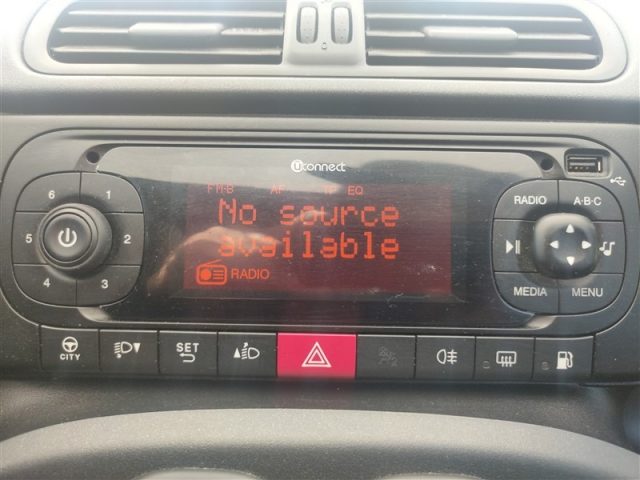 Uconnect
FM-B AF TP EQ
No source
available
RADIO
6 1
5 2
4 3
RADIO A·B·C
MEDIA MENU
CITY
SET